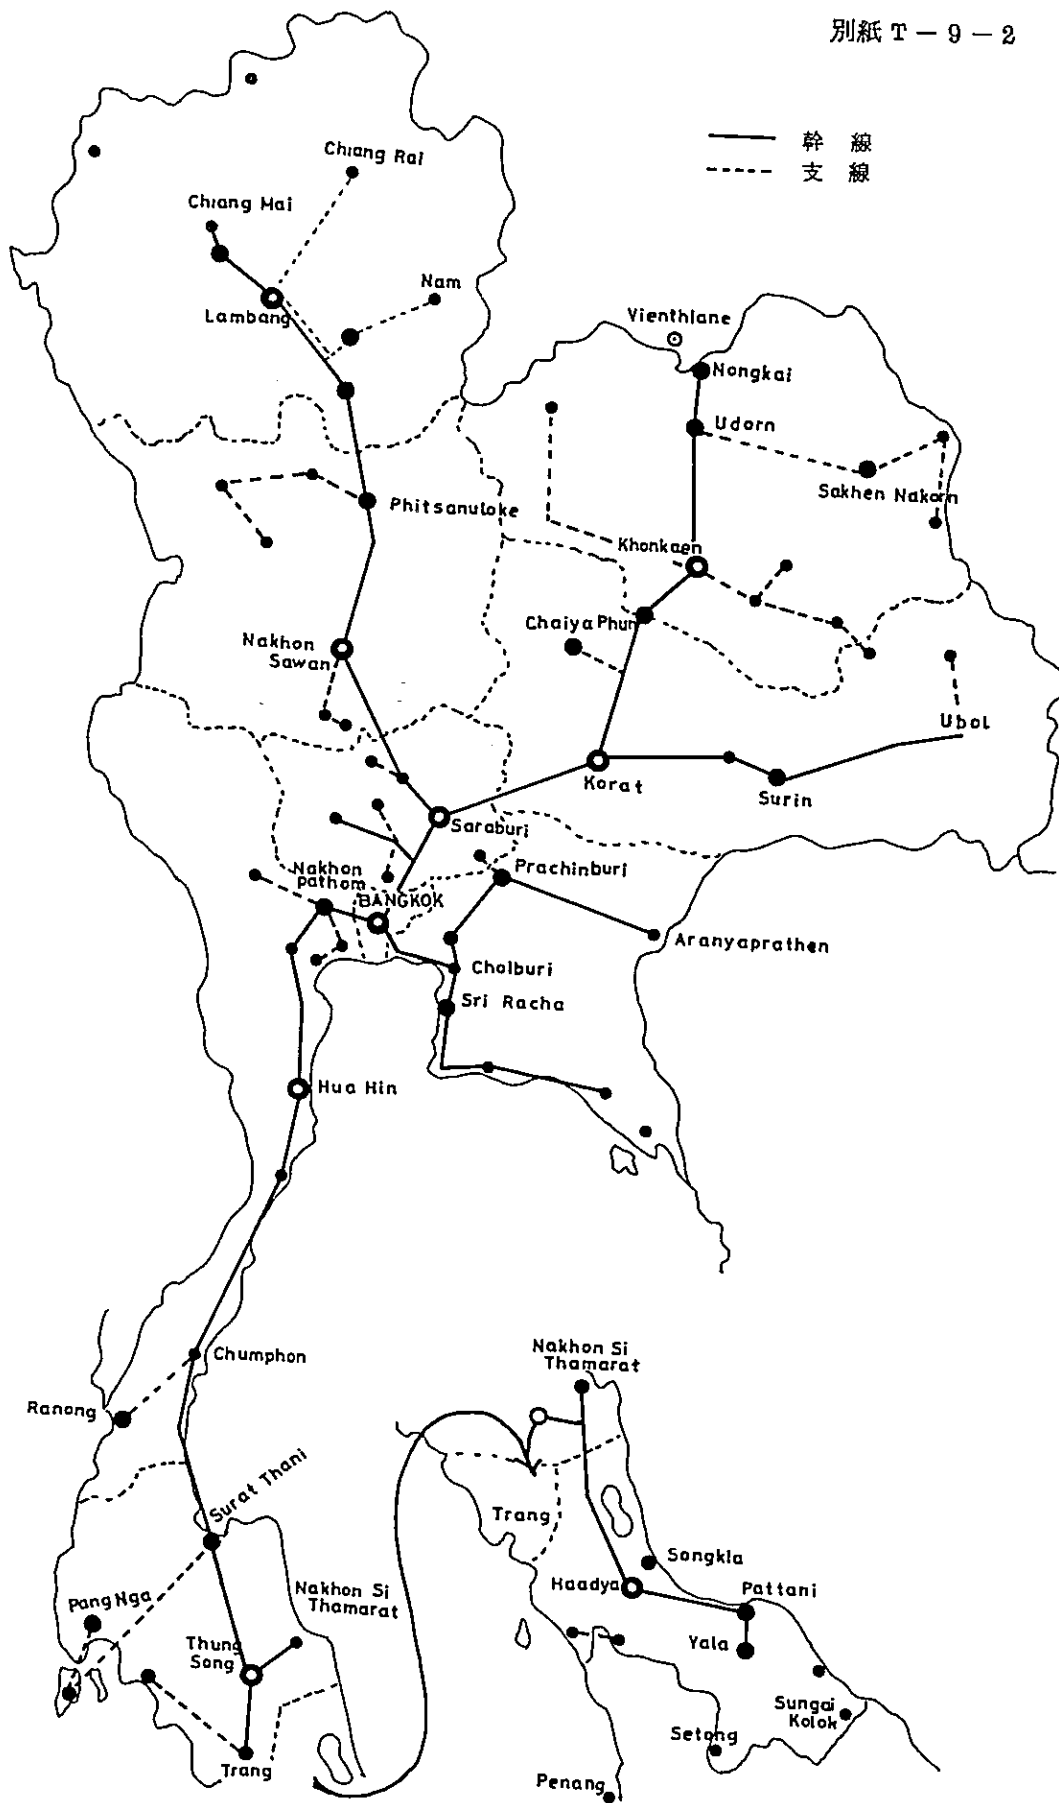 別紙 T－9－2
幹 線
支 線
Chiang Rai
Chiang Mai
Nam
Lambang
Vienthiane
Nongkai
Udorn
Sakhen Nakorn
Phitsanuloke
Khonkaen
Chaiya Phun
Nakhon
Sawan
Ubol
Korat
Surin
Saraburi
Prachinburi
Nakhon
pathom
BANGKOK
Aranyaprathen
Cholburi
Sri Racha
Hua Hin
Chumphon
Ranong
Surat Thani
Pang Nga
Nakhon Si
Thamarat
Thung
Song
Trang
Nakhon Si
Thamarat
Trang
Songkla
Haadya
Pattani
Yala
Sungai
Kolok
Setong
Penang